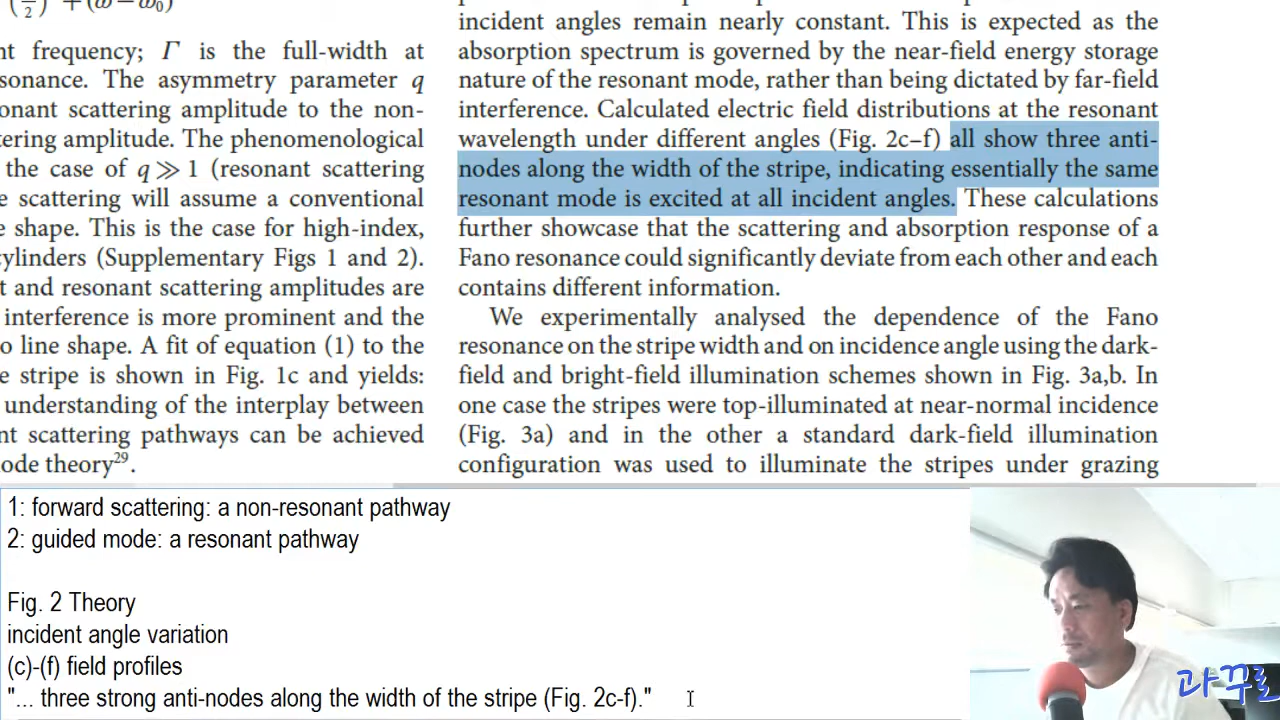 ( 2 ) + (ω − ω0)
nt frequency; Γ is the full-width at
esonance. The asymmetry parameter q
onant scattering amplitude to the non-
tering amplitude. The phenomenological
the case of q ≫ 1 (resonant scattering
e scattering will assume a conventional
e shape. This is the case for high-index,
cylinders (Supplementary Figs 1 and 2).
t and resonant scattering amplitudes are
interference is more prominent and the
o line shape. A fit of equation (1) to the
e stripe is shown in Fig. 1c and yields:
understanding of the interplay between
nt scattering pathways can be achieved
ode theory29.
incident angles remain nearly constant. This is expected as the
absorption spectrum is governed by the near-field energy storage
nature of the resonant mode, rather than being dictated by far-field
interference. Calculated electric field distributions at the resonant
wavelength under different angles (Fig. 2c–f) all show three anti-
nodes along the width of the stripe, indicating essentially the same
resonant mode is excited at all incident angles. These calculations
further showcase that the scattering and absorption response of a
Fano resonance could significantly deviate from each other and each
contains different information.
We experimentally analysed the dependence of the Fano
resonance on the stripe width and on incidence angle using the dark-
field and bright-field illumination schemes shown in Fig. 3a,b. In
one case the stripes were top-illuminated at near-normal incidence
(Fig. 3a) and in the other a standard dark-field illumination
configuration was used to illuminate the stripes under grazing
1: forward scattering: a non-resonant pathway
2: guided mode: a resonant pathway
Fig. 2 Theory
incident angle variation
(c)-(f) field profiles
"... three strong anti-nodes along the width of the stripe (Fig. 2c-f)."
과꾸로